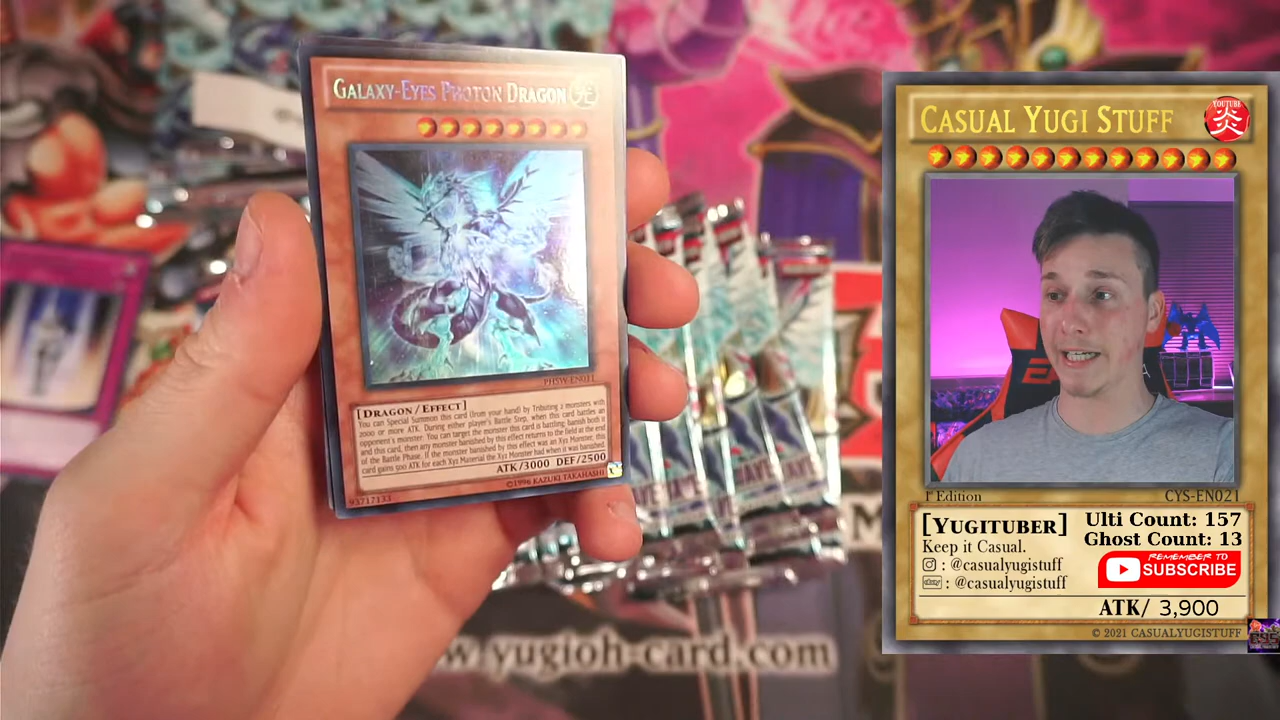 GALAXY-EYES PHOTON DRAGON
PHSW-EN011
[DRAGON/EFFECT]
You can Special Summon this card (from your hand) by Tributing 2 monsters with
2000 or more ATK. During either player's Battle Step, when this card battles an
opponent's monster: You can target the monster this card is battling; banish both it
and this card, then any monster banished by this effect returns to the field at the end
of the Battle Phase. If the monster banished by this effect was an Xyz Monster, this
card gains 500 ATK for each Xyz Material the Xyz Monster had when it was banished.
ATK/3000 DEF/2500
93717133
©1996 KAZUKI TAKAHASHI
www.yugioh-card.com
CASUAL YUGI STUFF
YOUTUBE
炎
1st Edition
CYS-EN021
[YUGITUBER]
Ulti Count: 157
Keep it Casual.
Ghost Count: 13
: @casualyugistuff
: @casualyugistuff
REMEMBER TO
SUBSCRIBE
ATK/ 3,900
© 2021 CASUALYUGISTUFF